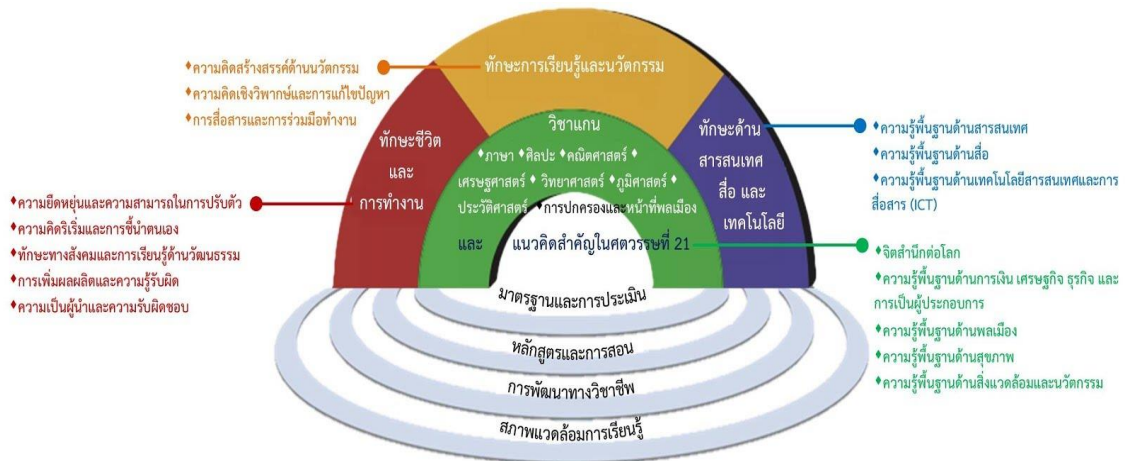 ทักษะการเรียนรู้และนวัตกรรม
♦ความคิดสร้างสรรค์ด้านนวัตกรรม
♦ความคิดเชิงวิพากษ์และการแก้ไขปัญหา
♦การสื่อสารและการร่วมมือทำงาน
ทักษะชีวิต
และ
การทำงาน
♦ความยืดหยุ่นและความสามารถในการปรับตัว
♦ความคิดริเริ่มและการชี้นำตนเอง
♦ทักษะทางสังคมและการเรียนรู้ด้านวัฒนธรรม
♦การเพิ่มผลผลิตและความรู้รับผิด
♦ความเป็นผู้นำและความรับผิดชอบ
วิชาแกน
♦ภาษา ♦ศิลปะ ♦คณิตศาสตร์ ♦
เศรษฐศาสตร์ ♦ วิทยาศาสตร์ ♦ภูมิศาสตร์ ♦
ประวัติศาสตร์ ♦การปกครองและหน้าที่พลเมือง
และ แนวคิดสำคัญในศตวรรษที่ 21
ทักษะด้าน
สารสนเทศ
สื่อ และ
เทคโนโลยี
♦ความรู้พื้นฐานด้านสารสนเทศ
♦ความรู้พื้นฐานด้านสื่อ
♦ความรู้พื้นฐานด้านเทคโนโลยีสารสนเทศและการ
สื่อสาร (ICT)
♦จิตสำนึกต่อโลก
♦ความรู้พื้นฐานด้านการเงิน เศรษฐกิจ ธุรกิจ และ
การเป็นผู้ประกอบการ
♦ความรู้พื้นฐานด้านพลเมือง
♦ความรู้พื้นฐานด้านสุขภาพ
♦ความรู้พื้นฐานด้านสิ่งแวดล้อมและนวัตกรรม
มาตรฐานและการประเมิน
หลักสูตรและการสอน
การพัฒนาทางวิชาชีพ
สภาพแวดล้อมการเรียนรู้